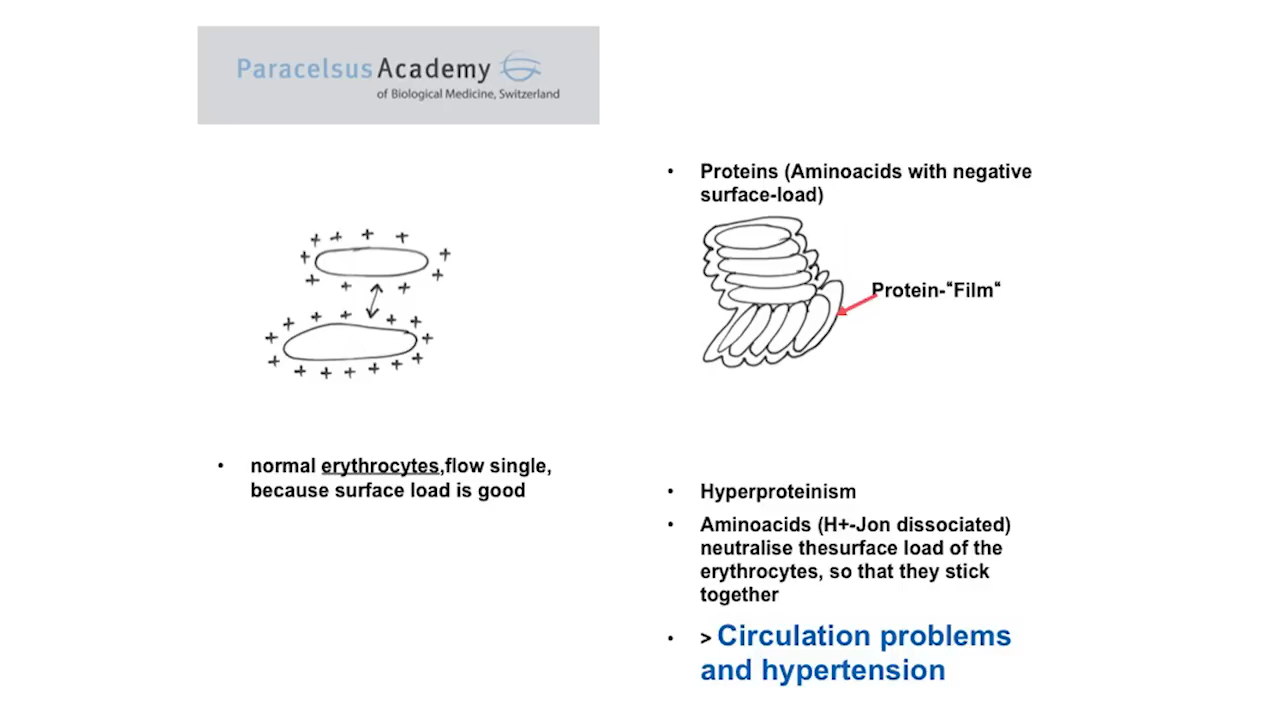 Paracelsus Academy
of Biological Medicine, Switzerland
• normal erythrocytes,flow single,
because surface load is good
• Proteins (Aminoacids with negative
surface-load)
Protein-“Film“
• Hyperproteinism
• Aminoacids (H+-Jon dissociated)
neutralise thesurface load of the
erythrocytes, so that they stick
together
• > Circulation problems
and hypertension